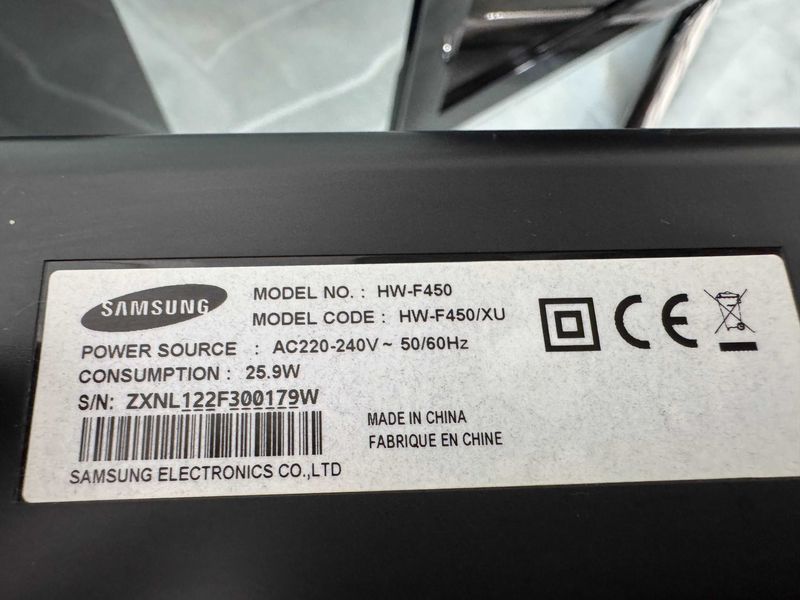 SAMSUNG
MODEL NO. : HW-F450
MODEL CODE : HW-F450/XU
POWER SOURCE : AC220-240V ~ 50/60Hz
CONSUMPTION : 25.9W
S/N: ZXNL122F300179W
MADE IN CHINA
FABRIQUE EN CHINE
SAMSUNG ELECTRONICS CO.,LTD
CE